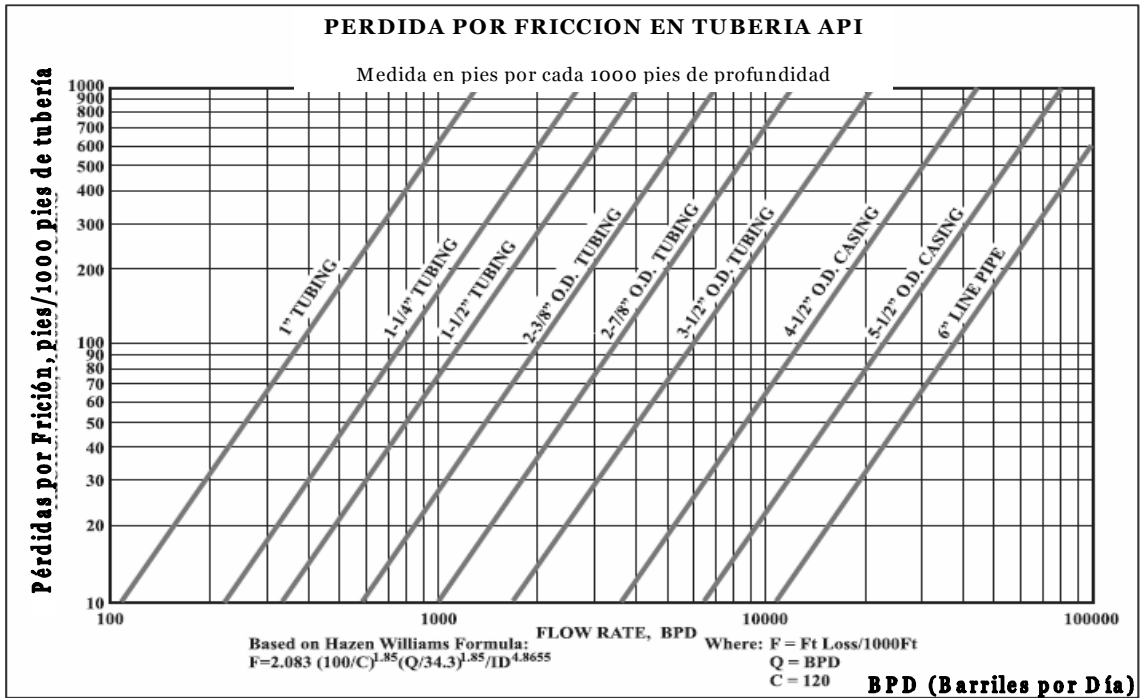 PERDIDA POR FRICCION EN TUBERIA API
Medida en pies por cada 1000 pies de profundidad
Pérdidas por Frición, pies/1000 pies de tubería
1000
900
800
700
600
500
400
300
200
100
90
80
70
60
50
40
30
20
10
1" TUBING
1-1/4" TUBING
1-1/2" TUBING
2-3/8" O.D. TUBING
2-7/8" O.D. TUBING
3-1/2" O.D. TUBING
4-1/2" O.D. CASING
5-1/2" O.D. CASING
6" LINE PIPE
100 1000 10000 100000
FLOW RATE, BPD
Based on Hazen Williams Formula:
F=2.083 (100/C)^1.85(Q/34.3)^1.85/ID^4.8655
Where: F = Ft Loss/1000Ft
Q = BPD
C = 120
BPD (Barriles por Día)